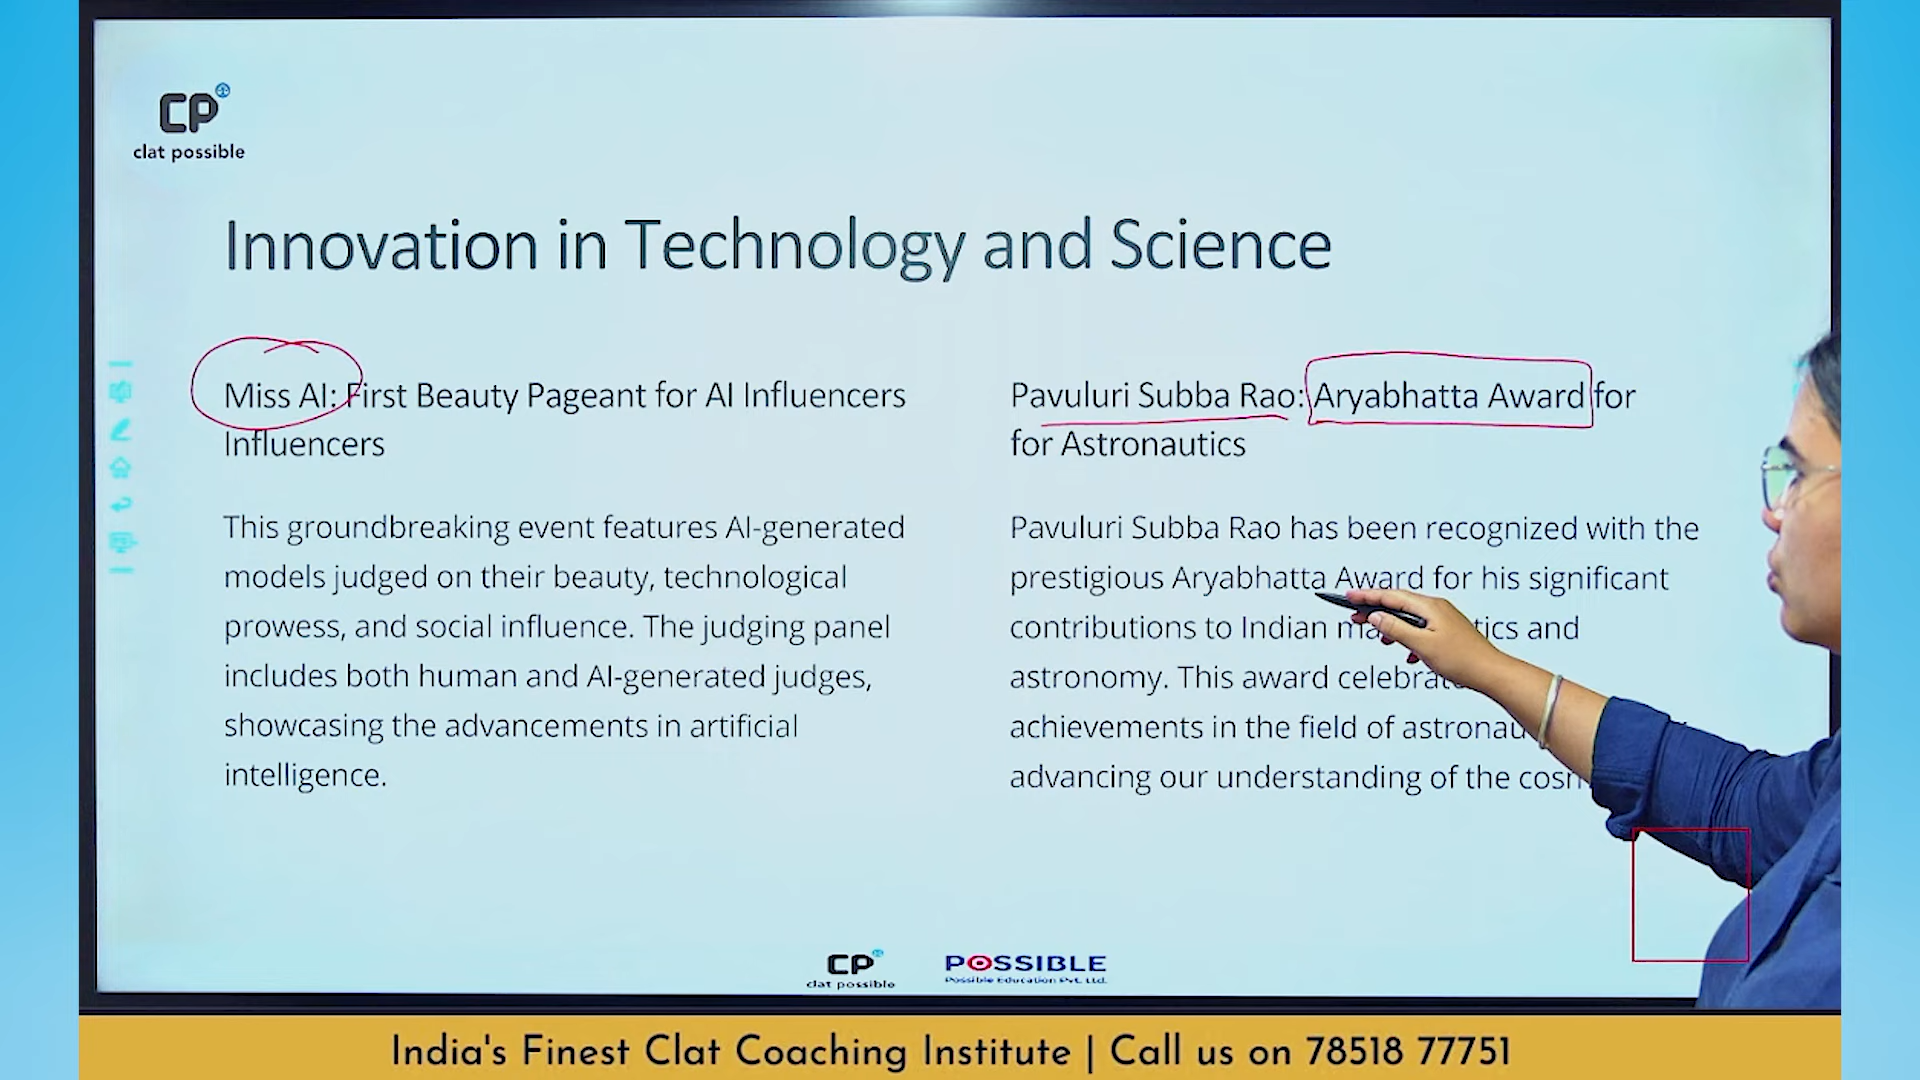 CP
clat possible
Innovation in Technology and Science
Miss AI: First Beauty Pageant for AI Influencers
Influencers
This groundbreaking event features AI-generated
models judged on their beauty, technological
prowess, and social influence. The judging panel
includes both human and AI-generated judges,
showcasing the advancements in artificial
intelligence.
Pavuluri Subba Rao: Aryabhatta Award for
for Astronautics
Pavuluri Subba Rao has been recognized with the
prestigious Aryabhatta Award for his significant
contributions to Indian and
astronomy. This award
achievements in the field of
advancing our understanding of the
CP
clat possible
POSSIBLE
Possible Education Pvt. Ltd.
India's Finest Clat Coaching Institute | Call us on 78518 77751